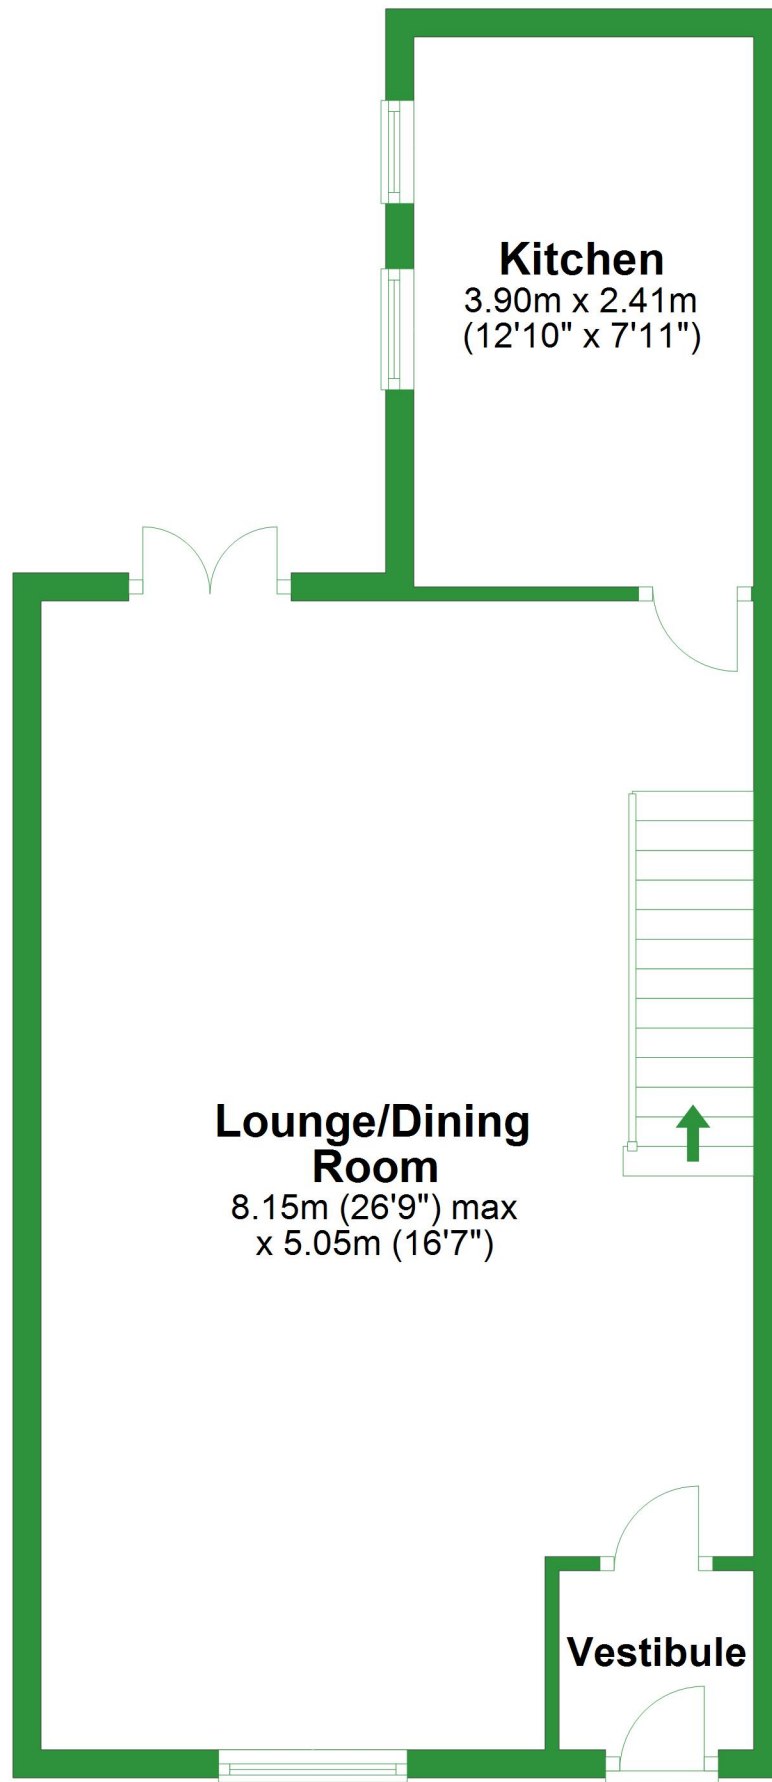 Kitchen
3.90m x 2.41m
(12'10" x 7'11")
Lounge/Dining
Room
8.15m (26'9") max
x 5.05m (16'7")
Vestibule